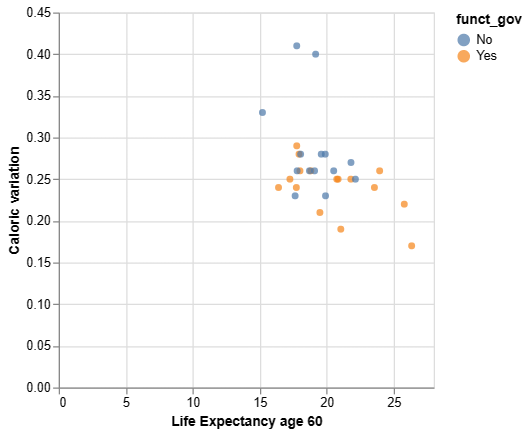 funct_gov
No
Yes
Caloric variation
0.45
0.40
0.35
0.30
0.25
0.20
0.15
0.10
0.05
0.00
0 5 10 15 20 25
Life Expectancy age 60